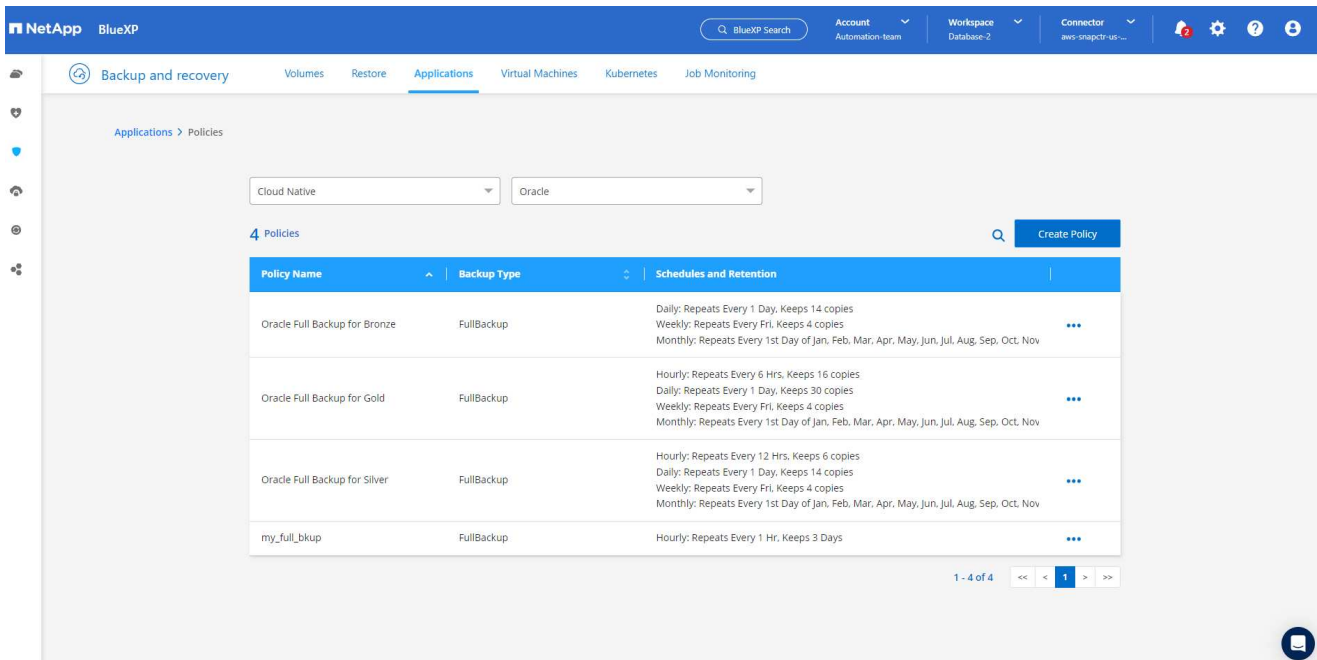 NetApp BlueXP
BlueXP Search
Account
Automation-team
Workspace
Database-2
Connector
aws-snapctr-us-...
2
Backup and recovery
Volumes
Restore
Applications
Virtual Machines
Kubernetes
Job Monitoring
Applications > Policies
Cloud Native
Oracle
4 Policies
Create Policy
Policy Name
Backup Type
Schedules and Retention
Oracle Full Backup for Bronze
FullBackup
Daily: Repeats Every 1 Day, Keeps 14 copies
Weekly: Repeats Every Fri, Keeps 4 copies
Monthly: Repeats Every 1st Day of Jan, Feb, Mar, Apr, May, Jun, Jul, Aug, Sep, Oct, Nov
Oracle Full Backup for Gold
FullBackup
Hourly: Repeats Every 6 Hrs, Keeps 16 copies
Daily: Repeats Every 1 Day, Keeps 30 copies
Weekly: Repeats Every Fri, Keeps 4 copies
Monthly: Repeats Every 1st Day of Jan, Feb, Mar, Apr, May, Jun, Jul, Aug, Sep, Oct, Nov
Oracle Full Backup for Silver
FullBackup
Hourly: Repeats Every 12 Hrs, Keeps 6 copies
Daily: Repeats Every 1 Day, Keeps 14 copies
Weekly: Repeats Every Fri, Keeps 4 copies
Monthly: Repeats Every 1st Day of Jan, Feb, Mar, Apr, May, Jun, Jul, Aug, Sep, Oct, Nov
my_full_bkup
FullBackup
Hourly: Repeats Every 1 Hr, Keeps 3 Days
1 - 4 of 4
<< < 1 > >>